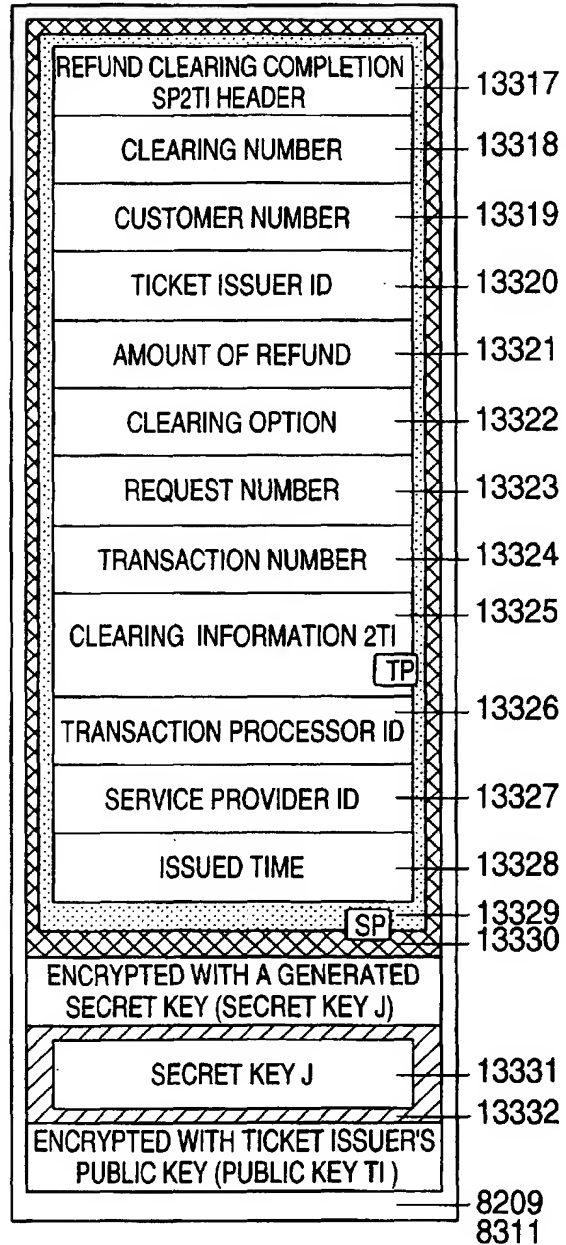 REFUND CLEARING COMPLETION
SP2TI HEADER
13317
CLEARING NUMBER
13318
CUSTOMER NUMBER
13319
TICKET ISSUER ID
13320
AMOUNT OF REFUND
13321
CLEARING OPTION
13322
REQUEST NUMBER
13323
TRANSACTION NUMBER
13324
13325
CLEARING INFORMATION 2TI
TP
13326
TRANSACTION PROCESSOR ID
SERVICE PROVIDER ID
13327
ISSUED TIME
13328
13329
SP
13330
ENCRYPTED WITH A GENERATED
SECRET KEY (SECRET KEY J)
SECRET KEY J
13331
13332
ENCRYPTED WITH TICKET ISSUER'S
PUBLIC KEY (PUBLIC KEY TI )
8209
8311